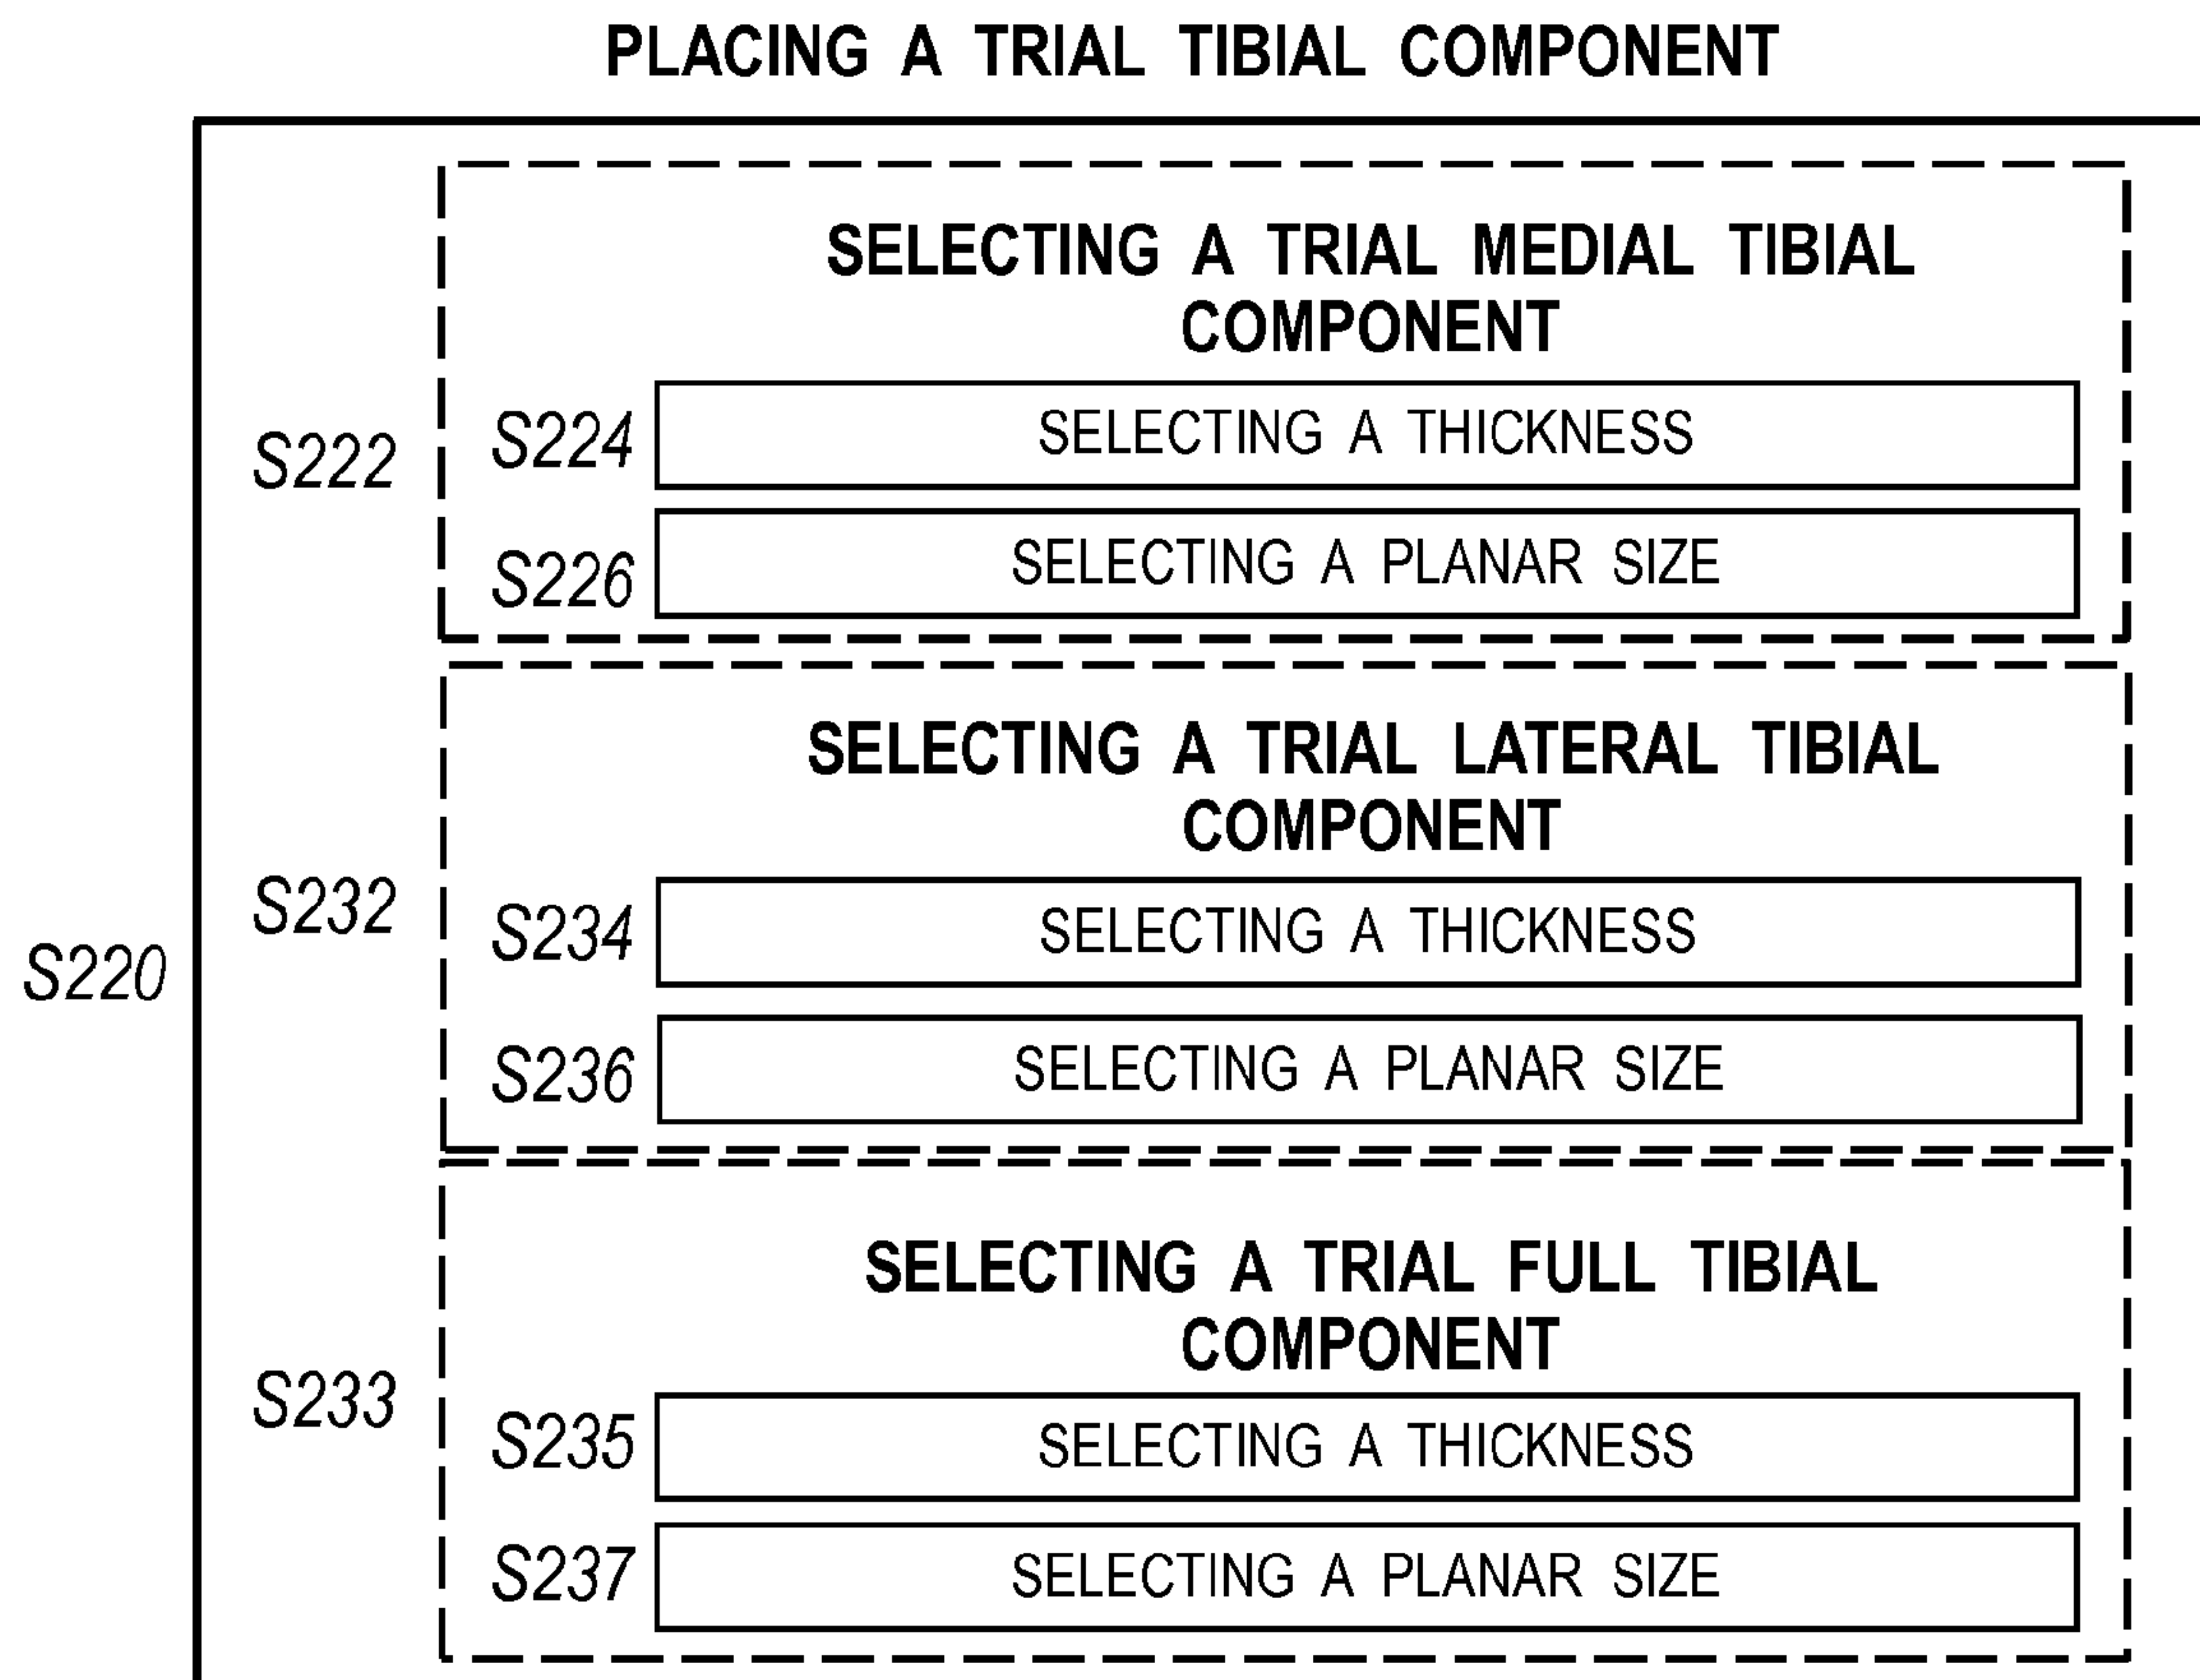 PLACING A TRIAL TIBIAL COMPONENT
SELECTING A TRIAL MEDIAL TIBIAL
COMPONENT
S222
S224 SELECTING A THICKNESS
S226 SELECTING A PLANAR SIZE
SELECTING A TRIAL LATERAL TIBIAL
COMPONENT
S232
S234 SELECTING A THICKNESS
S220
S236 SELECTING A PLANAR SIZE
SELECTING A TRIAL FULL TIBIAL
COMPONENT
S233
S235 SELECTING A THICKNESS
S237 SELECTING A PLANAR SIZE